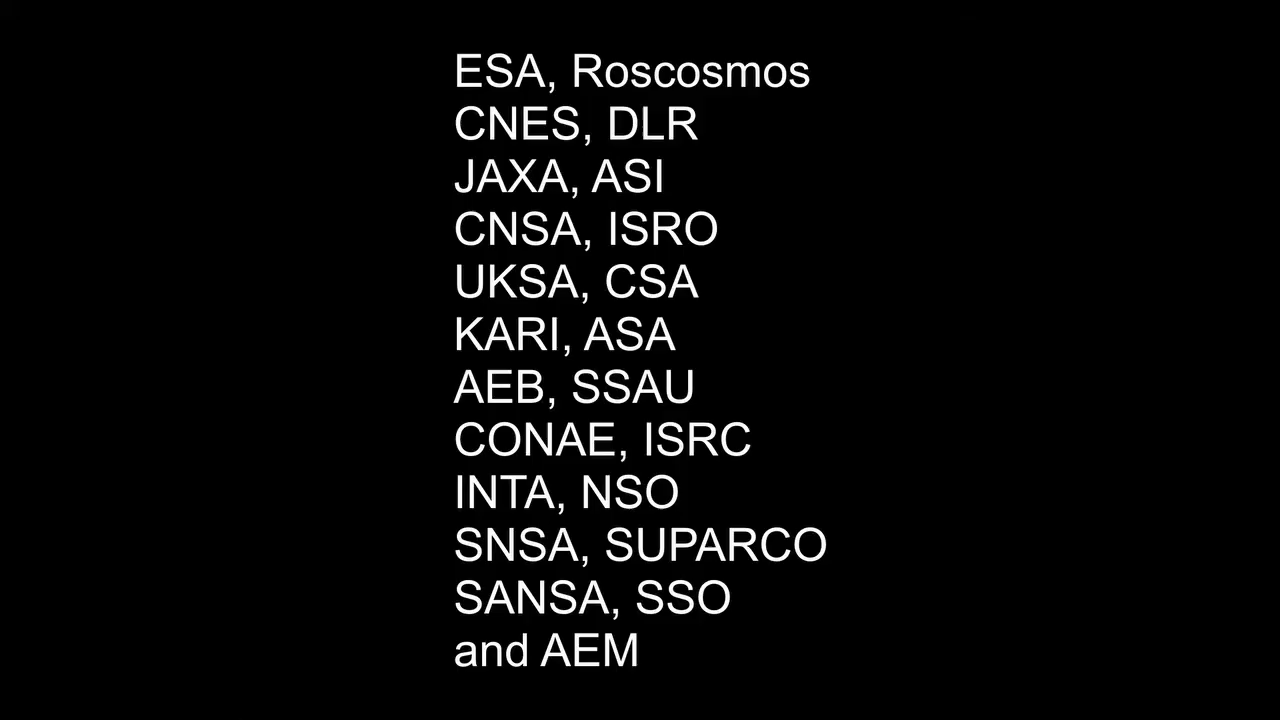 ESA, Roscosmos
CNES, DLR
JAXA, ASI
CNSA, ISRO
UKSA, CSA
KARI, ASA
AEB, SSAU
CONAE, ISRC
INTA, NSO
SNSA, SUPARCO
SANSA, SSO
and AEM